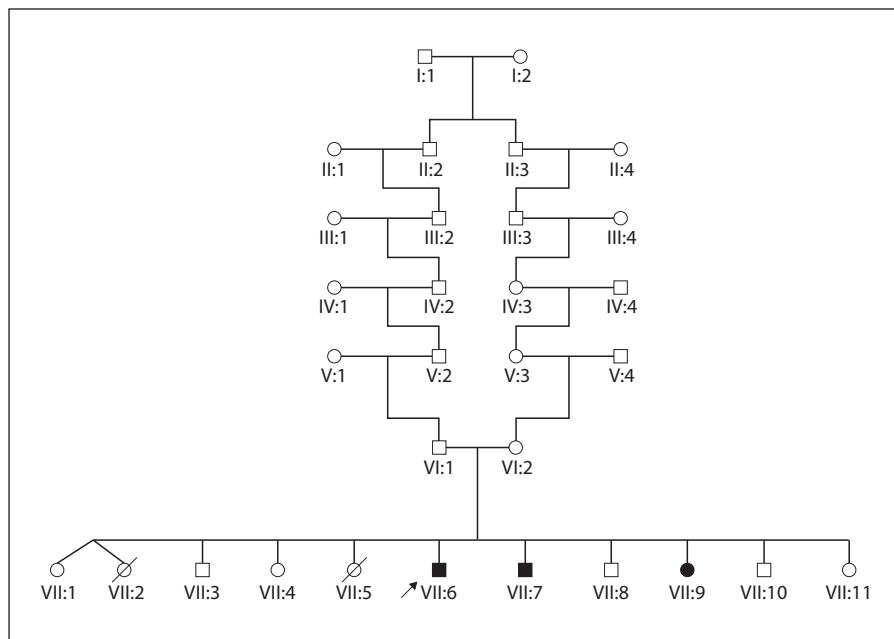 I:1 I:2
II:1 II:2 II:3 II:4
III:1 III:2 III:3 III:4
IV:1 IV:2 IV:3 IV:4
V:1 V:2 V:3 V:4
VI:1 VI:2
VII:1 VII:2 VII:3 VII:4 VII:5 VII:6 VII:7 VII:8 VII:9 VII:10 VII:11